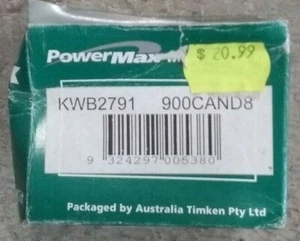 PowerMax
$ 20.99
KWB2791 900CAND8
9 324297 005380
Packaged by Australia Timken Pty Ltd